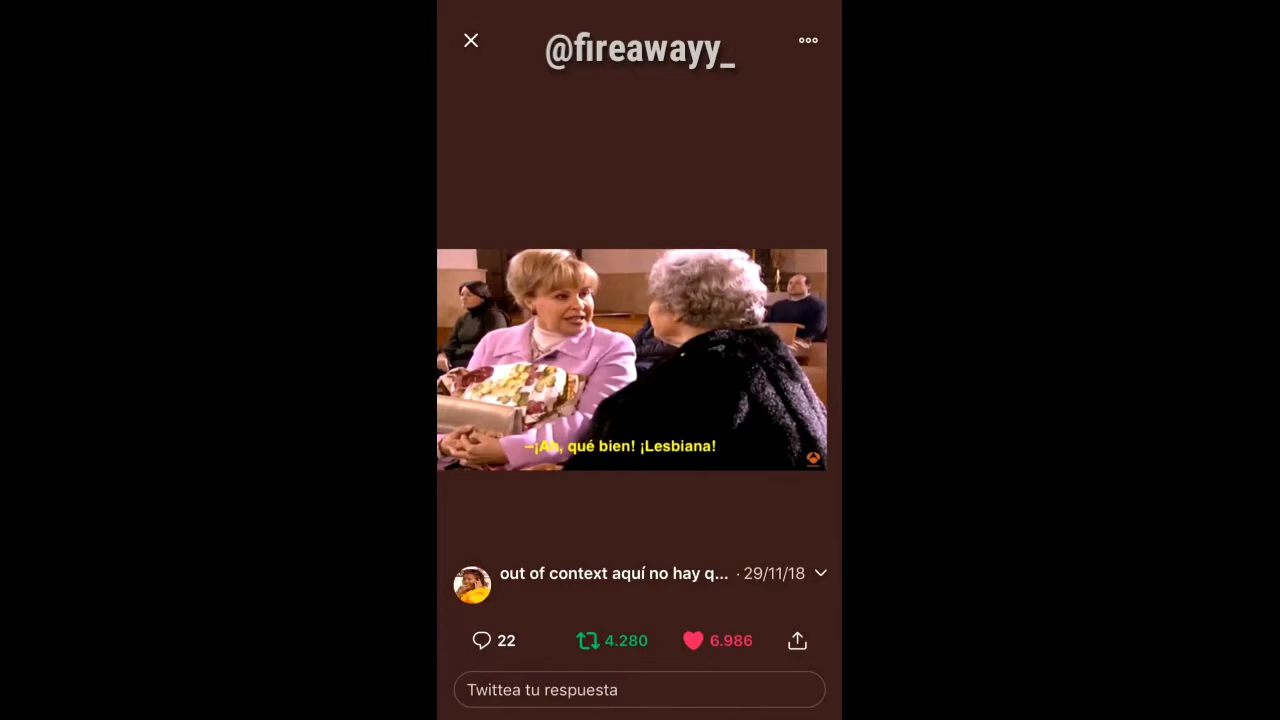 @fireawayy_
–¡Ah, qué bien! ¡Lesbiana!
out of context aquí no hay q... · 29/11/18
22 4.280 6.986
Twittea tu respuesta